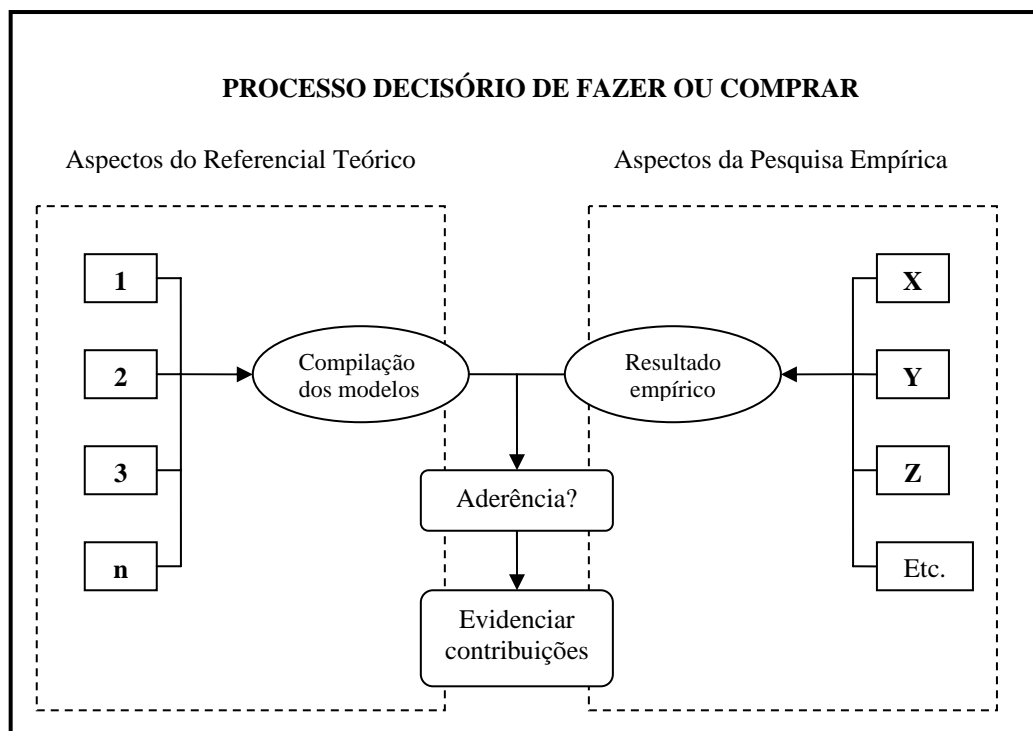 PROCESSO DECISÓRIO DE FAZER OU COMPRAR
Aspectos do Referencial Teórico
Aspectos da Pesquisa Empírica
1
2
3
n
Compilação
dos modelos
Resultado
empírico
X
Y
Z
Etc.
Aderência?
Evidenciar
contribuições